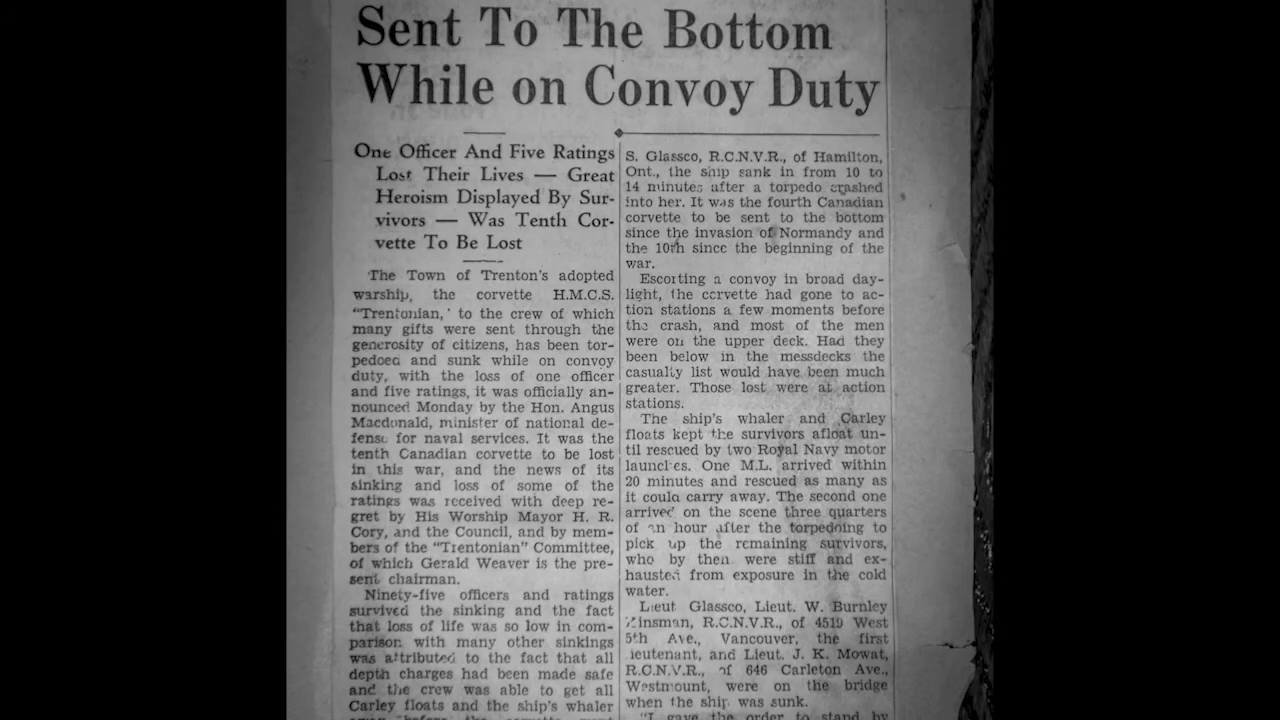 Sent To The Bottom
While on Convoy Duty
One Officer And Five Ratings
Lost Their Lives — Great
Heroism Displayed By Sur-
vivors — Was Tenth Cor-
vette To Be Lost
The Town of Trenton's adopted
warship, the corvette H.M.C.S.
"Trentonian,' to the crew of which
many gifts were sent through the
generosity of citizens, has been tor-
pedoed and sunk while on convoy
duty, with the loss of one officer
and five ratings, it was officially an-
nounced Monday by the Hon. Angus
Macdonald, minister of national de-
fense for naval services. It was the
tenth Canadian corvette to be lost
in this war, and the news of its
sinking and loss of some of the
ratings was received with deep re-
gret by His Worship Mayor H. R.
Cory, and the Council, and by mem-
bers of the "Trentonian" Committee,
of which Gerald Weaver is the pre-
sent chairman.
Ninety-five officers and ratings
survived the sinking and the fact
that loss of life was so low in com-
parison with many other sinkings
was attributed to the fact that all
depth charges had been made safe
and the crew was able to get all
Carley floats and the ship's whaler
S. Glassco, R.C.N.V.R., of Hamilton,
Ont., the ship sank in from 10 to
14 minutes after a torpedo crashed
into her. It was the fourth Canadian
corvette to be sent to the bottom
since the invasion of Normandy and
the 10th since the beginning of the
war.
Escorting a convoy in broad day-
light, the corvette had gone to ac-
tion stations a few moments before
the crash, and most of the men
were on the upper deck. Had they
been below in the messdecks the
casualty list would have been much
greater. Those lost were at action
stations.
The ship's whaler and Carley
floats kept the survivors afloat un-
til rescued by two Royal Navy motor
launches. One M.L. arrived within
20 minutes and rescued as many as
it could carry away. The second one
arrived on the scene three quarters
of an hour after the torpedoing to
pick up the remaining survivors,
who by then were stiff and ex-
hausted from exposure in the cold
water.
Lieut Glassco, Lieut. W. Burnley
Kinsman, R.C.N.V.R., of 4519 West
5th Ave., Vancouver, the first
lieutenant, and Lieut. J. K. Mowat,
R.C.N.V.R., of 646 Carleton Ave.,
Westmount, were on the bridge
when the ship was sunk.
"I gave the order to stand by